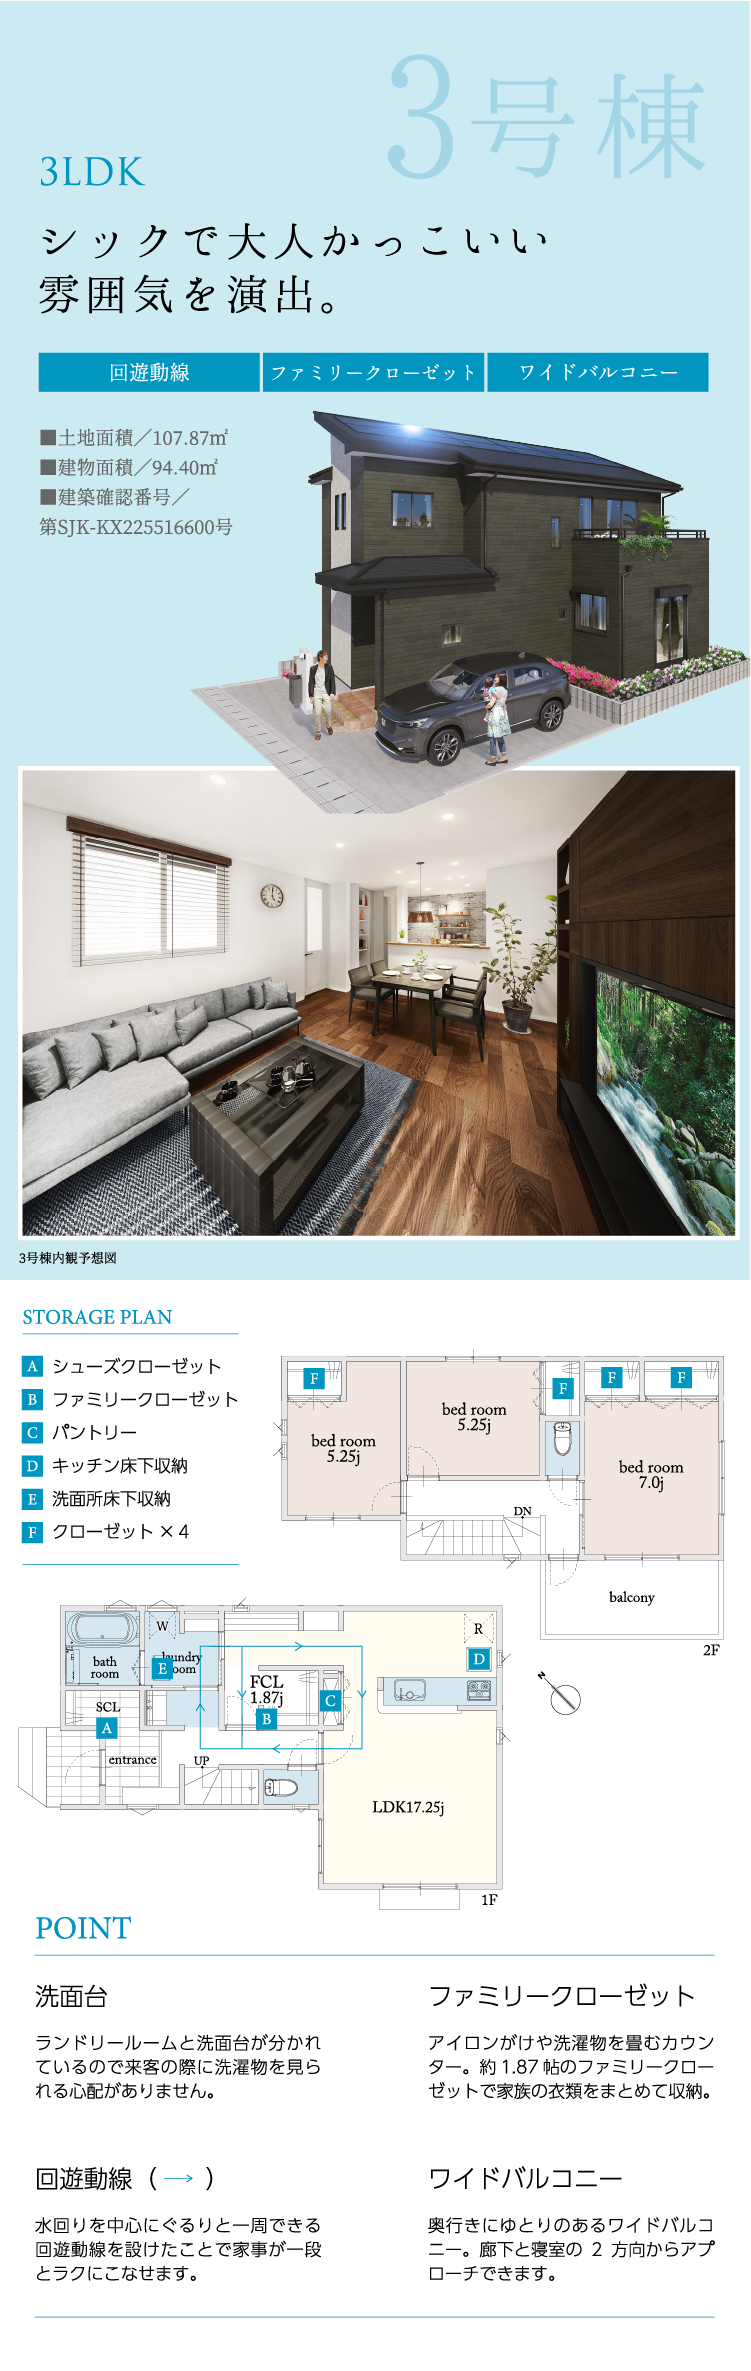 3号棟
3LDK
シックで大人かっこいい
雰囲気を演出。
回遊動線
ファミリークローゼット
ワイドバルコニー
■土地面積／107.87㎡
■建物面積／94.40㎡
■建築確認番号／
第SJK-KX225516600号
3号棟内観予想図
STORAGE PLAN
A シューズクローゼット
B ファミリークローゼット
C パントリー
D キッチン床下収納
E 洗面所床下収納
F クローゼット × 4
F
F
F
F
bed room
5.25j
bed room
5.25j
bed room
7.0j
DN
balcony
2F
W
R
bath
room
laundry
room
E
D
FCL
1.87j
B
C
SCL
A
entrance
UP
N
LDK17.25j
1F
POINT
洗面台
ランドリールームと洗面台が分かれ
ているので来客の際に洗濯物を見ら
れる心配がありません。
ファミリークローゼット
アイロンがけや洗濯物を畳むカウン
ター。約1.87帖のファミリークロー
ゼットで家族の衣類をまとめて収納。
回遊動線（→）
水回りを中心にぐるりと一周できる
回遊動線を設けたことで家事が一段
とラクにこなせます。
ワイドバルコニー
奥行きにゆとりのあるワイドバルコ
ニー。廊下と寝室の 2 方向からアプ
ローチできます。